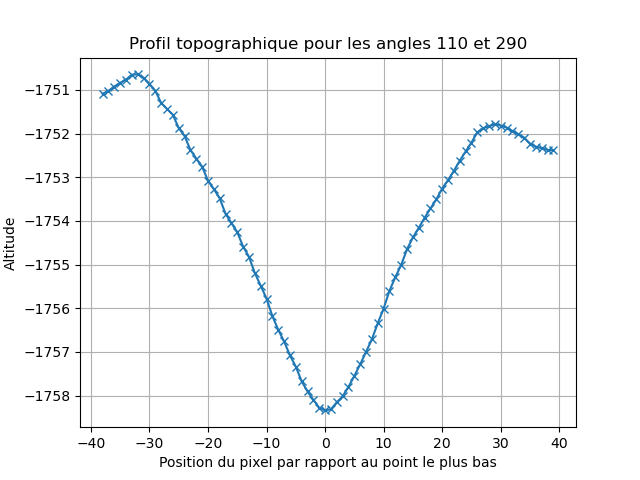 Profil topographique pour les angles 110 et 290
Altitude
−1751
−1752
−1753
−1754
−1755
−1756
−1757
−1758
−40 −30 −20 −10 0 10 20 30 40
Position du pixel par rapport au point le plus bas